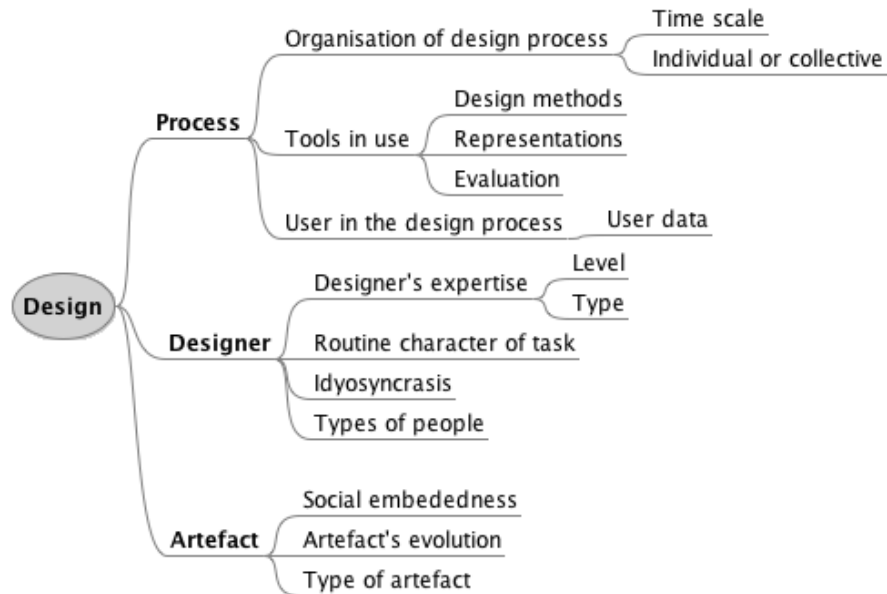 Design
Process
Organisation of design process
Time scale
Individual or collective
Tools in use
Design methods
Representations
Evaluation
User in the design process
User data
Designer
Designer's expertise
Level
Type
Routine character of task
Idyosyncrasis
Types of people
Artefact
Social embededness
Artefact's evolution
Type of artefact